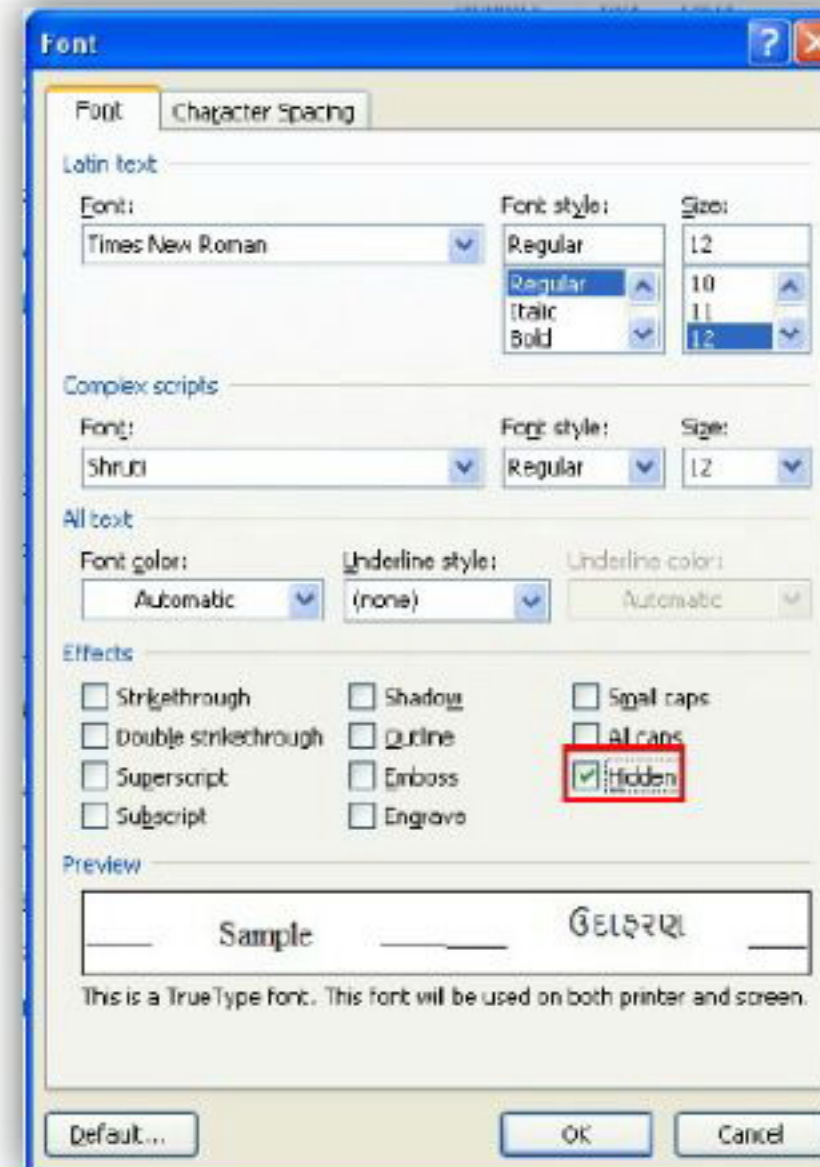 Font
Font Character Spacing
Latin text
Font: Font style: Size:
Times New Roman Regular 12
Regular 10
Italic 11
Bold 12
Complex scripts
Font: Font style: Size:
Shruti Regular 12
All text
Font color: Underline style: Underline color:
Automatic (none) Automatic
Effects
Strikethrough Shadow Small caps
Double strikethrough Outline All caps
Superscript Emboss Hidden
Subscript Engrave
Preview
Sample ઉદાહરણ
This is a TrueType font. This font will be used on both printer and screen.
Default... OK Cancel